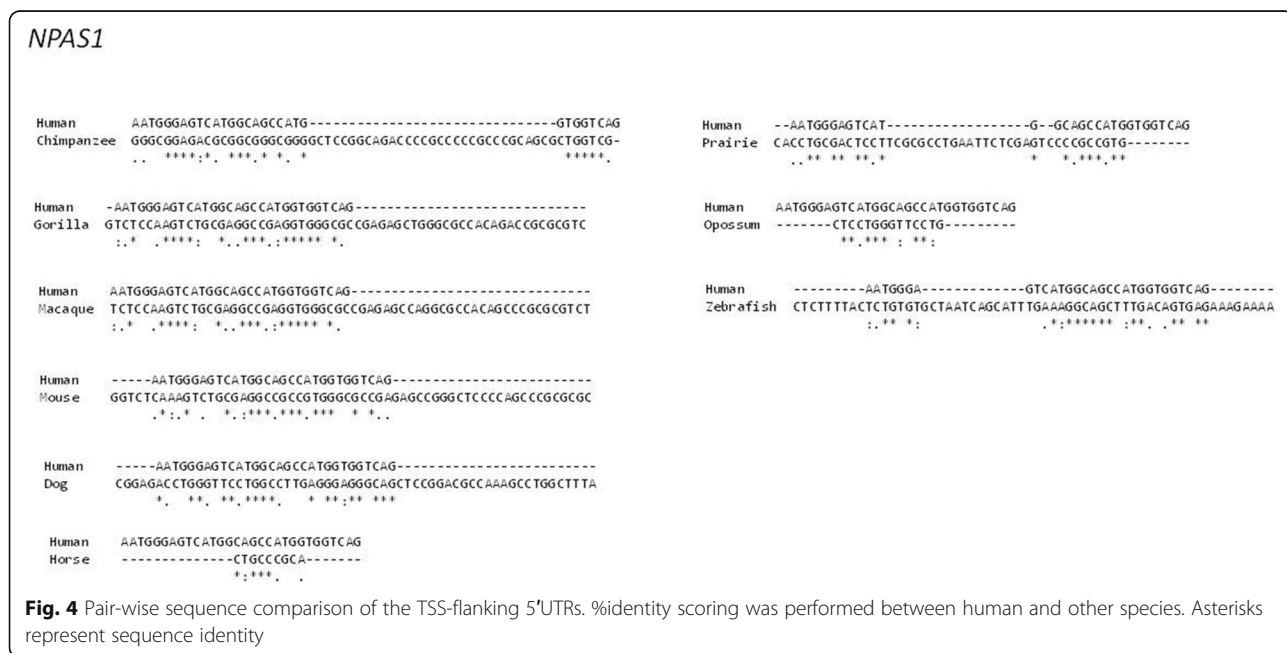 NPAS1
Human AATGGGAGTCATGGCAGCCATG-------------------------------GTGGTCAG
Chimpanzee GGGCGGAGACGCGGCGGGCGGGGCTCCGGCAGACCCCGCCCCCGCCCGCAGCGCTGGTCG-
.. ****:*. ***.* *. * *****.
Human -AATGGGAGTCATGGCAGCCATGGTGGTCAG-----------------------------
Gorilla GTCTCCAAGTCTGCGAGGCCGAGGTGGGCGCCGAGAGCTGGGCGCCACAGACCGCGCGTC
:.* .****: *..***.:***** *.
Human AATGGGAGTCATGGCAGCCATGGTGGTCAG------------------------------
Macaque TCTCCAAGTCTGCGAGGCCGAGGTGGGCGCCGAGAGCCAGGCGCCACAGCCCGCGCGTCT
:.* .****: *..***.:***** *.
Human -----AATGGGAGTCATGGCAGCCATGGTGGTCAG-------------------------
Mouse GGTCTCAAAGTCTGCGAGGCCGCCGTGGGCGCCGAGAGCCGGGCTCCCCAGCCCGCGCGC
.*:.* . *.:***.***.*** * *..
Human -----AATGGGAGTCATGGCAGCCATGGTGGTCAG-------------------------
Dog CGGAGACCTGGGTTCCTGGCCTTGAGGGAGGGCAGCTCCGGACGCCAAAGCCTGGCTTTA
*. **. **.****. * **:** ***
Human AATGGGAGTCATGGCAGCCATGGTGGTCAG
Horse --------------CTGCCCGCA-------
*:***. .
Human --AATGGGAGTCAT------------------G--GCAGCCATGGTGGTCAG
Prairie CACCTGCGACTCCTTCGCGCCTGAATTCTCGAGTCCCCGCCGTG--------
..** ** **.* * *.***.**
Human AATGGGAGTCATGGCAGCCATGGTGGTCAG
Opossum -------CTCCTGGGTTCCTG---------
**.*** : **:
Human ---------AATGGGA-------------GTCATGGCAGCCATGGTGGTCAG--------
Zebrafish CTCTTTTACTCTGTGTGCTAATCAGCATTTGAAAGGCAGCTTTGACAGTGAGAAAGAAAA
:.** *: .*:****** :**. .** **
Fig. 4 Pair-wise sequence comparison of the TSS-flanking 5′UTRs. %identity scoring was performed between human and other species. Asterisks
represent sequence identity